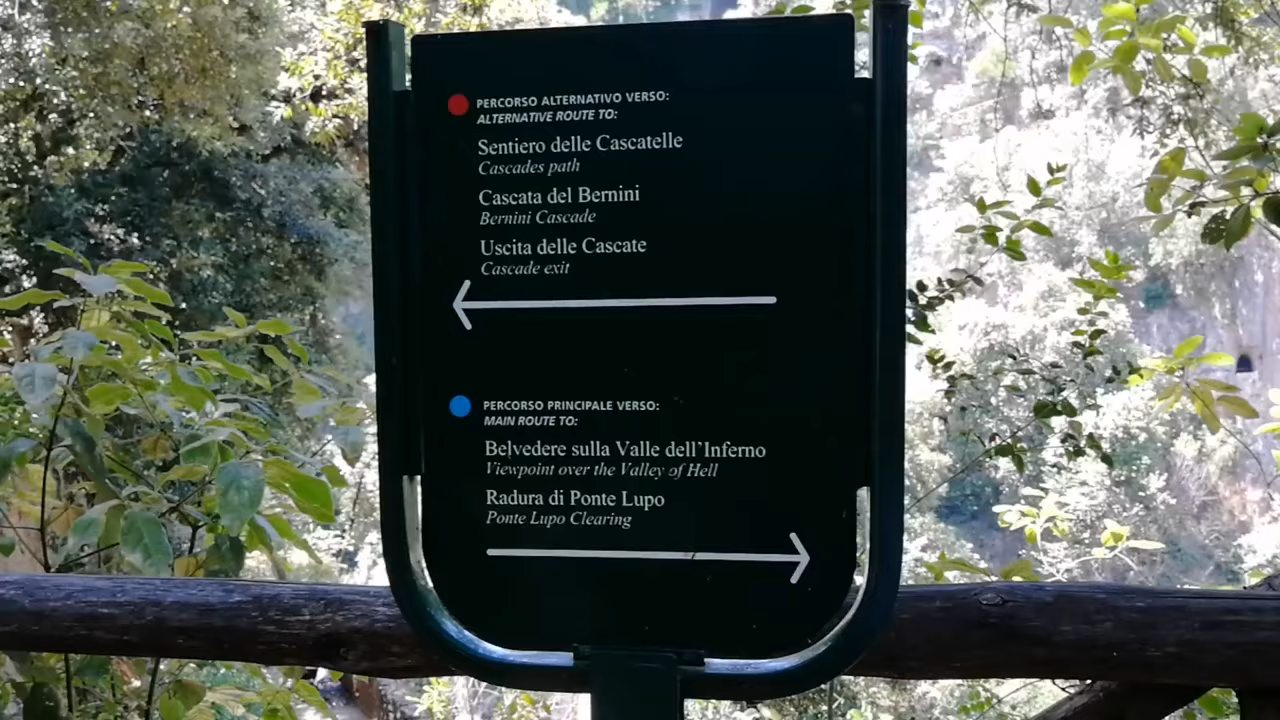 PERCORSO ALTERNATIVO VERSO:
ALTERNATIVE ROUTE TO:
Sentiero delle Cascatelle
Cascades path
Cascata del Bernini
Bernini Cascade
Uscita delle Cascate
Cascade exit
PERCORSO PRINCIPALE VERSO:
MAIN ROUTE TO:
Belvedere sulla Valle dell'Inferno
Viewpoint over the Valley of Hell
Radura di Ponte Lupo
Ponte Lupo Clearing